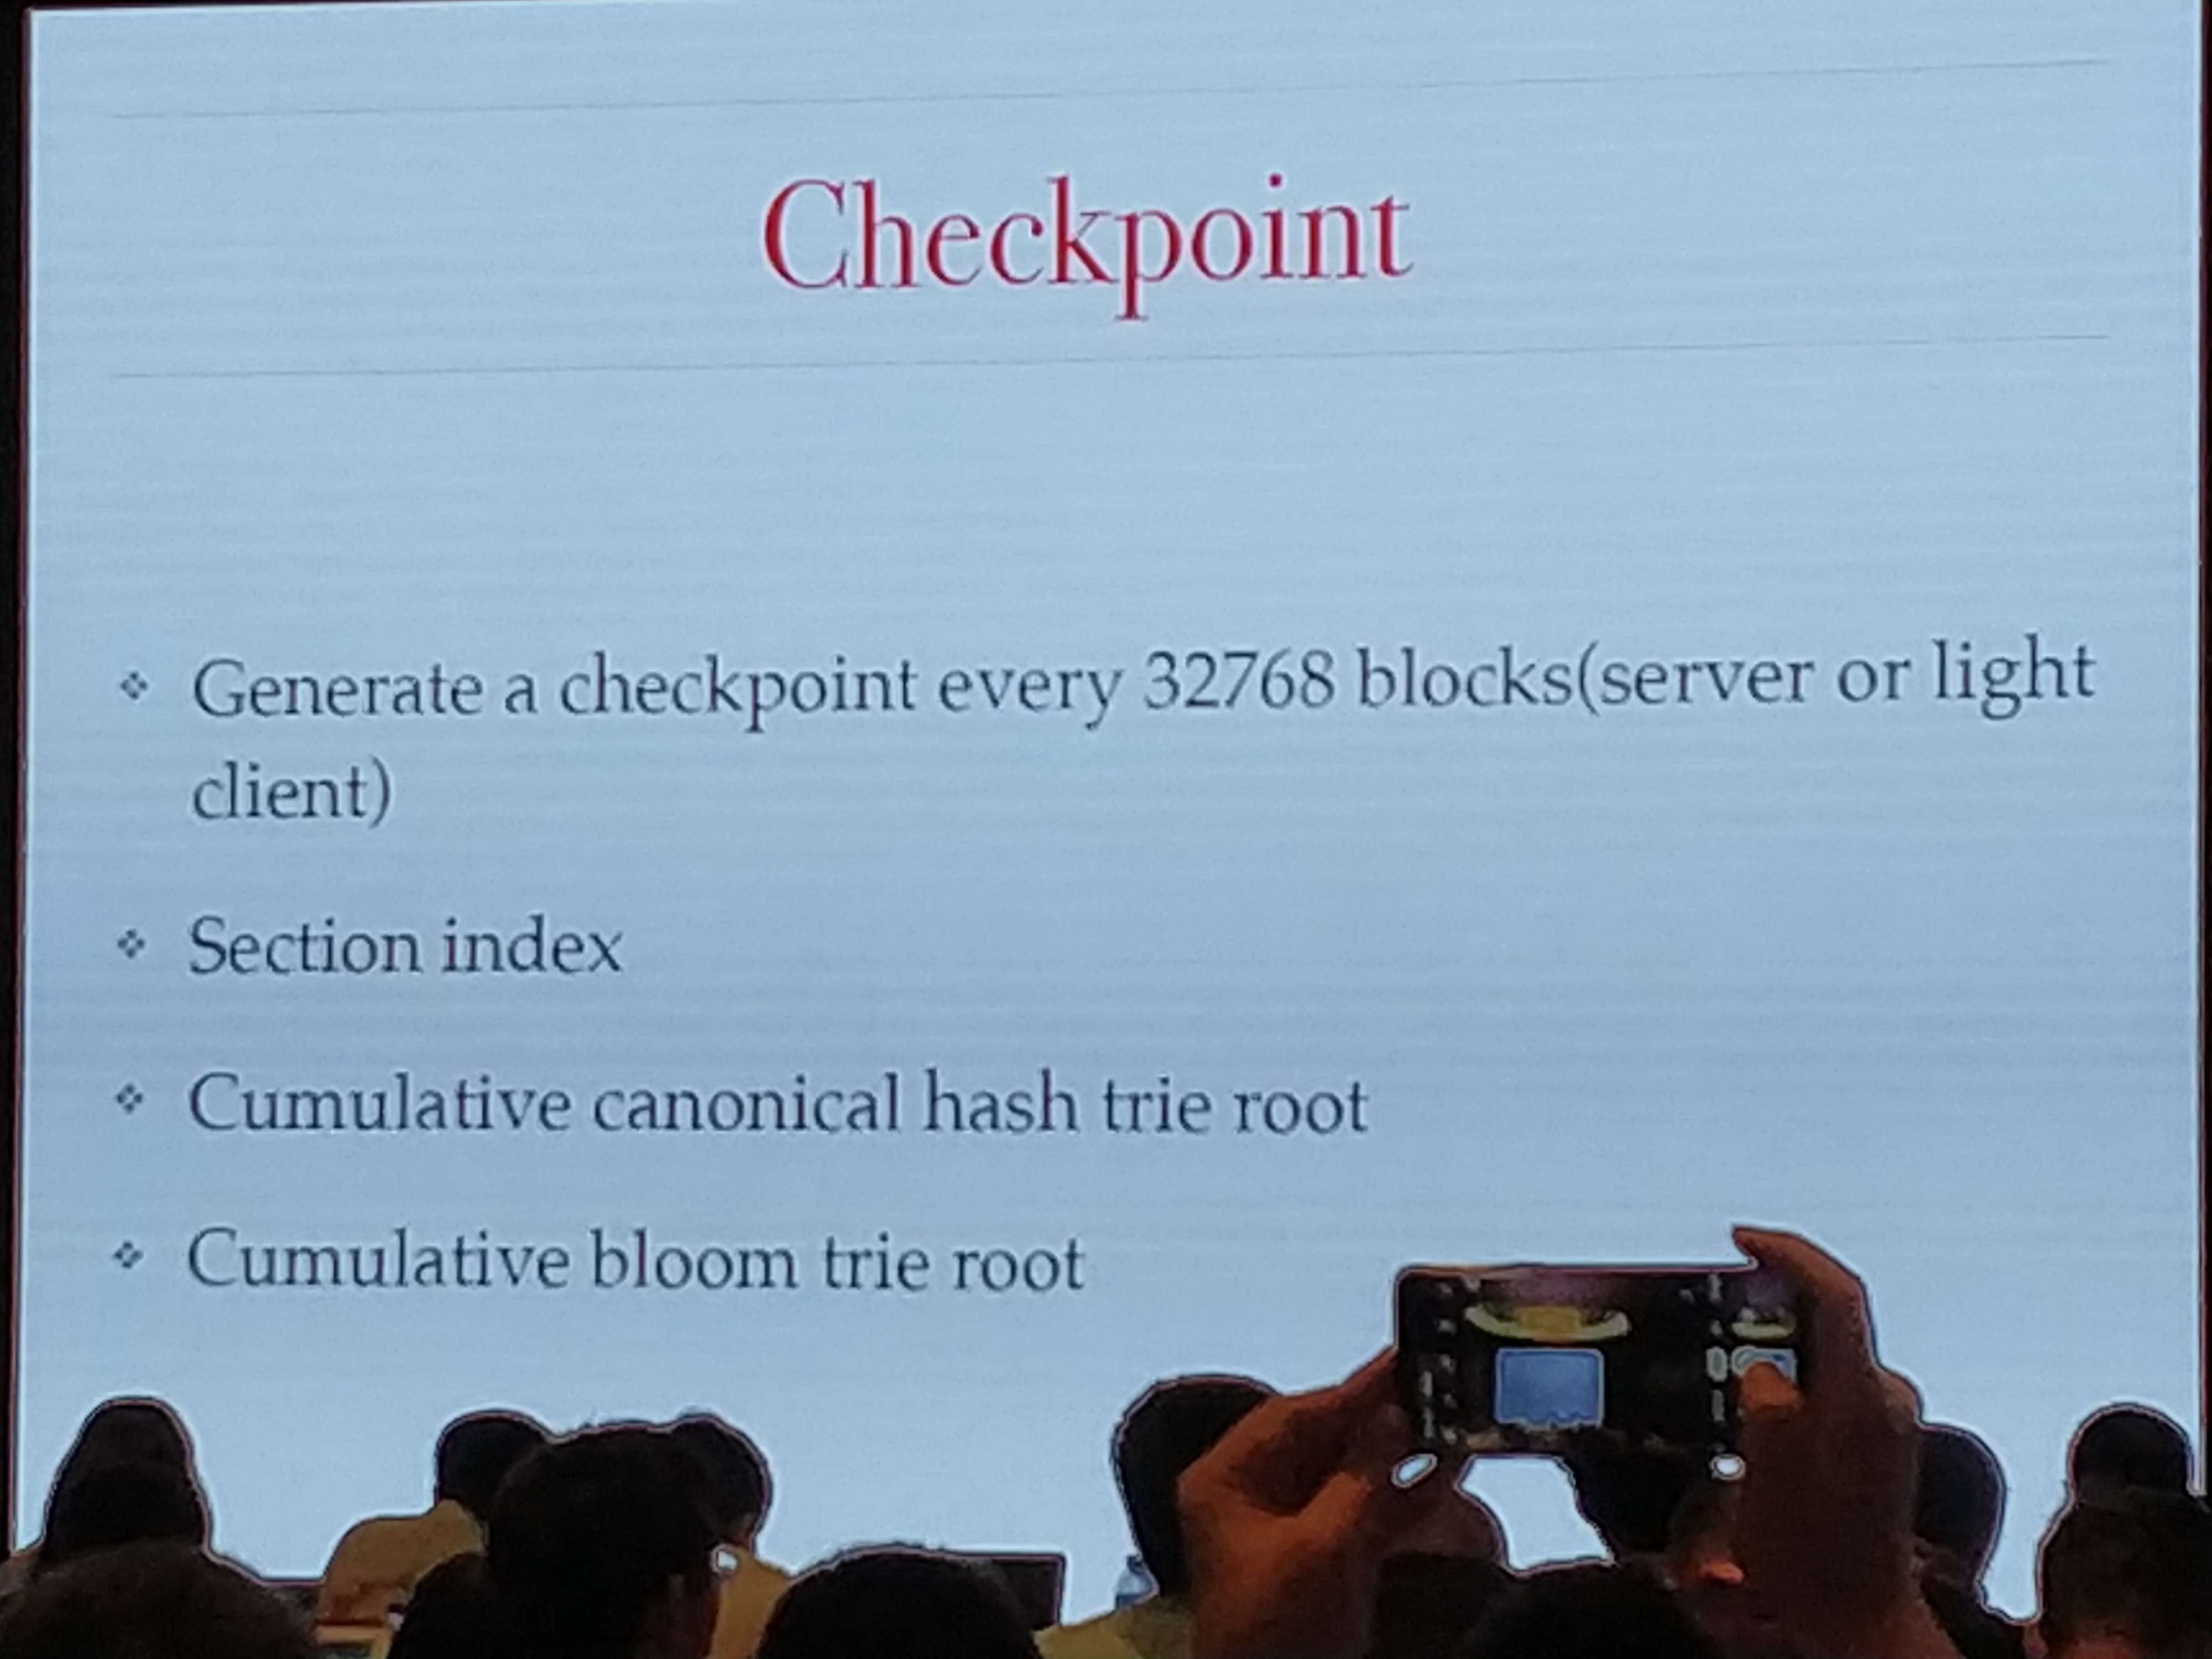 Checkpoint
Generate a checkpoint every 32768 blocks(server or light
client)
Section index
Cumulative canonical hash trie root
Cumulative bloom trie root